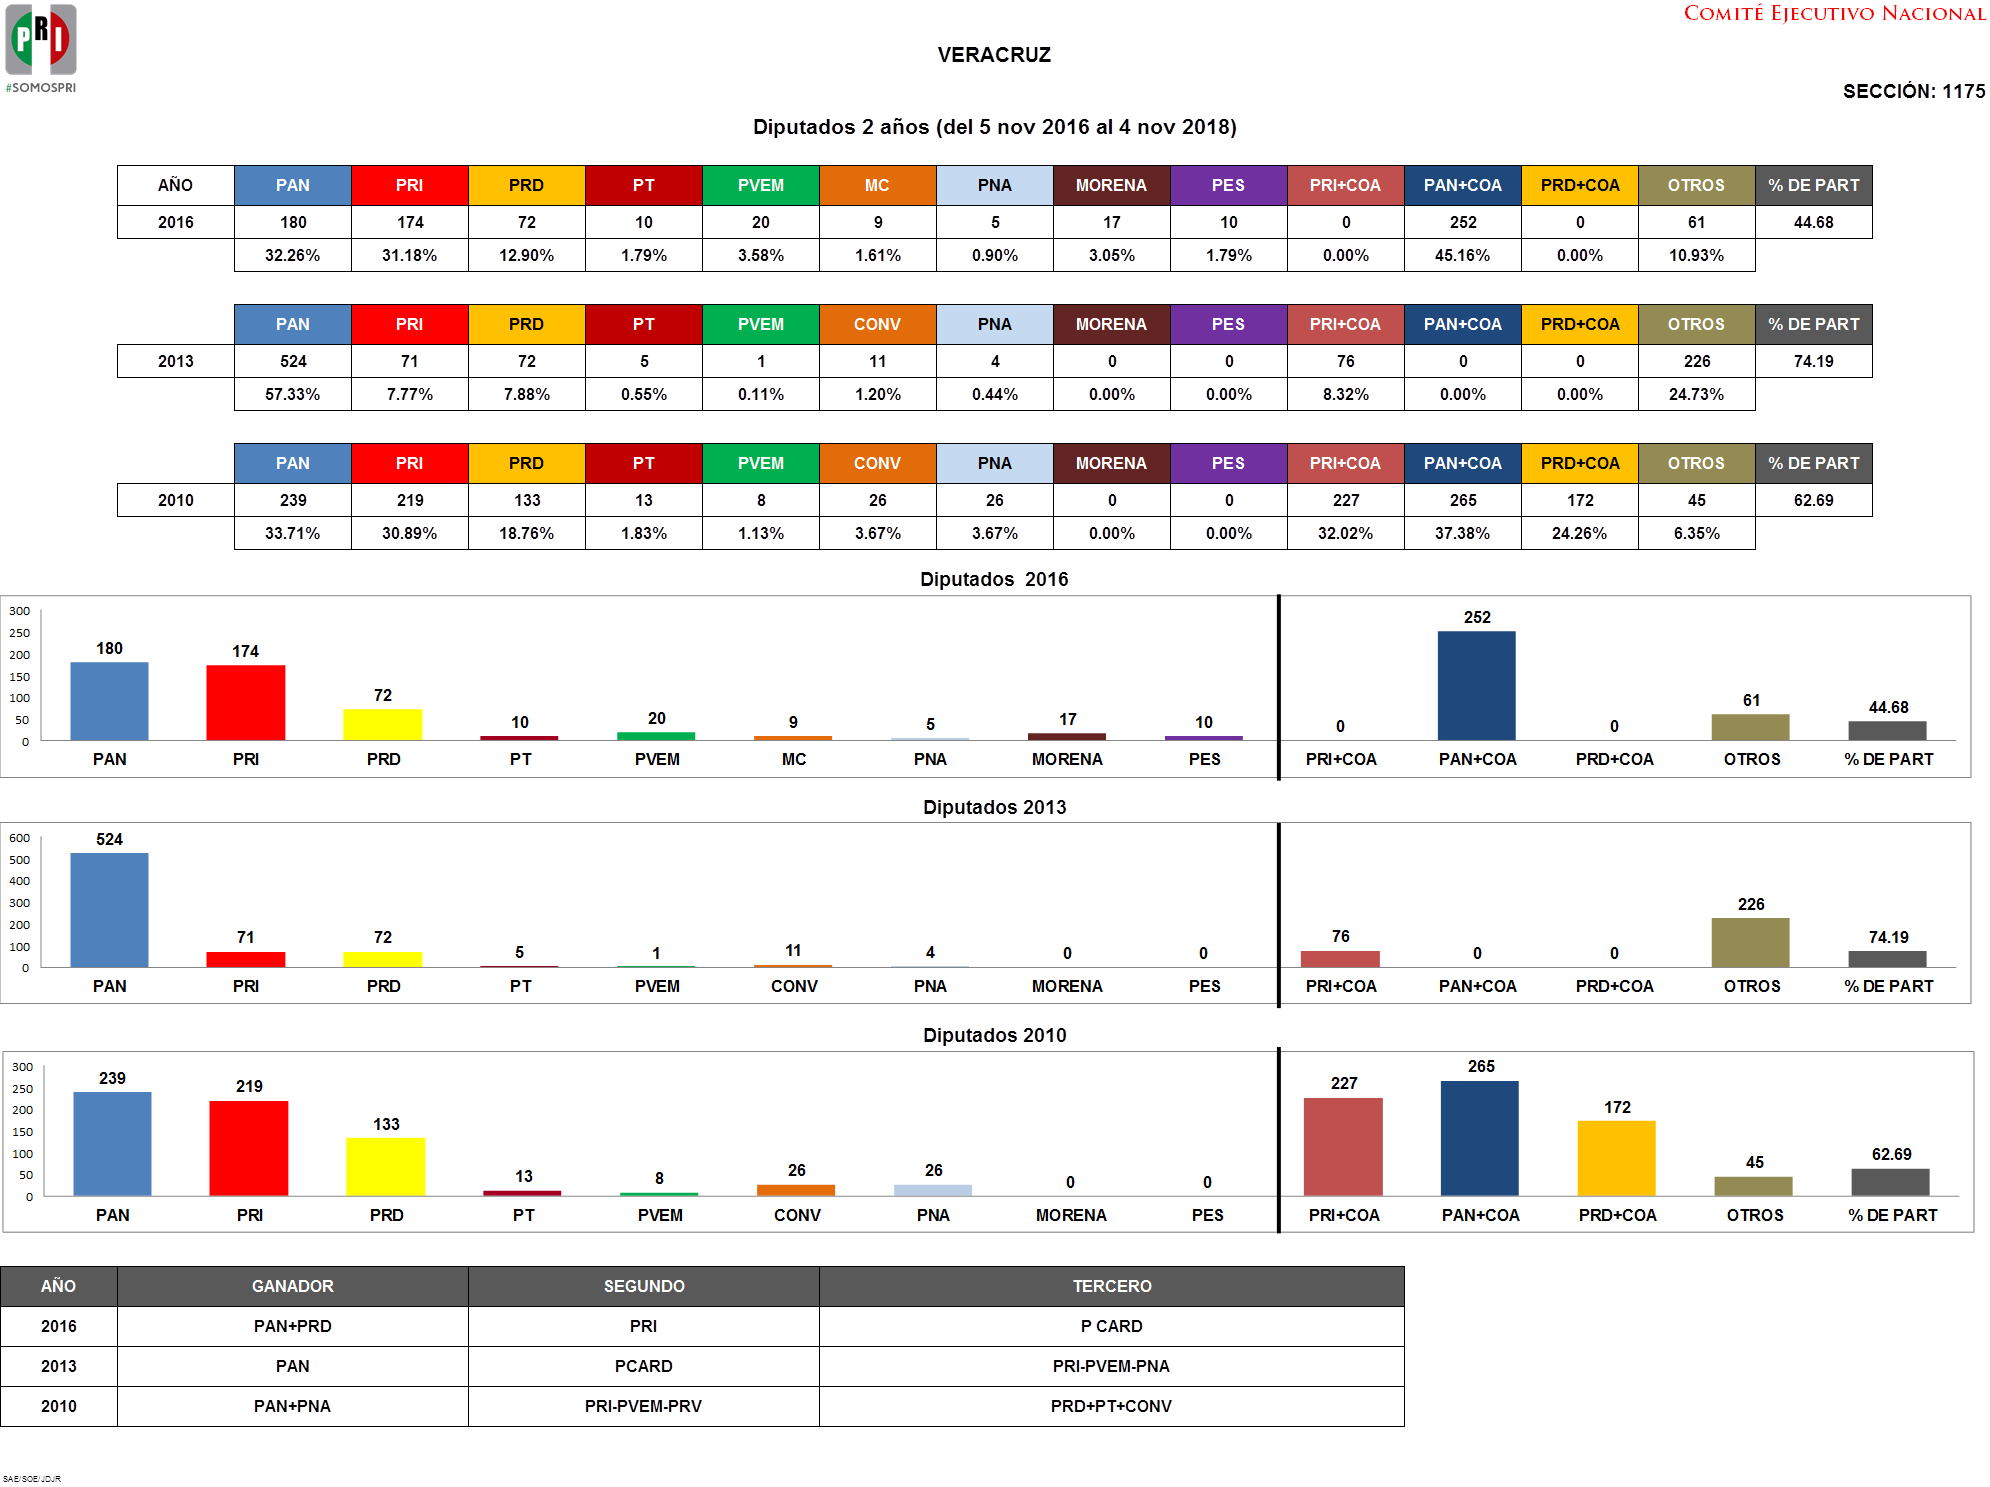 PRI
#SOMOSPRI
COMITÉ EJECUTIVO NACIONAL
VERACRUZ
SECCIÓN: 1175
Diputados 2 años (del 5 nov 2016 al 4 nov 2018)
AÑO PAN PRI PRD PT PVEM MC PNA MORENA PES PRI+COA PAN+COA PRD+COA OTROS % DE PART
2016 180 174 72 10 20 9 5 17 10 0 252 0 61 44.68
32.26% 31.18% 12.90% 1.79% 3.58% 1.61% 0.90% 3.05% 1.79% 0.00% 45.16% 0.00% 10.93%
PAN PRI PRD PT PVEM CONV PNA MORENA PES PRI+COA PAN+COA PRD+COA OTROS % DE PART
2013 524 71 72 5 1 11 4 0 0 76 0 0 226 74.19
57.33% 7.77% 7.88% 0.55% 0.11% 1.20% 0.44% 0.00% 0.00% 8.32% 0.00% 0.00% 24.73%
PAN PRI PRD PT PVEM CONV PNA MORENA PES PRI+COA PAN+COA PRD+COA OTROS % DE PART
2010 239 219 133 13 8 26 26 0 0 227 265 172 45 62.69
33.71% 30.89% 18.76% 1.83% 1.13% 3.67% 3.67% 0.00% 0.00% 32.02% 37.38% 24.26% 6.35%
Diputados 2016
300
250
200
150
100
50
0
180 174 72 10 20 9 5 17 10 0 252 0 61 44.68
PAN PRI PRD PT PVEM MC PNA MORENA PES PRI+COA PAN+COA PRD+COA OTROS % DE PART
Diputados 2013
600
500
400
300
200
100
0
524 71 72 5 1 11 4 0 0 76 0 0 226 74.19
PAN PRI PRD PT PVEM CONV PNA MORENA PES PRI+COA PAN+COA PRD+COA OTROS % DE PART
Diputados 2010
300
250
200
150
100
50
0
239 219 133 13 8 26 26 0 0 227 265 172 45 62.69
PAN PRI PRD PT PVEM CONV PNA MORENA PES PRI+COA PAN+COA PRD+COA OTROS % DE PART
AÑO GANADOR SEGUNDO TERCERO
2016 PAN+PRD PRI P CARD
2013 PAN PCARD PRI-PVEM-PNA
2010 PAN+PNA PRI-PVEM-PRV PRD+PT+CONV
SAE/SOE/JDJR